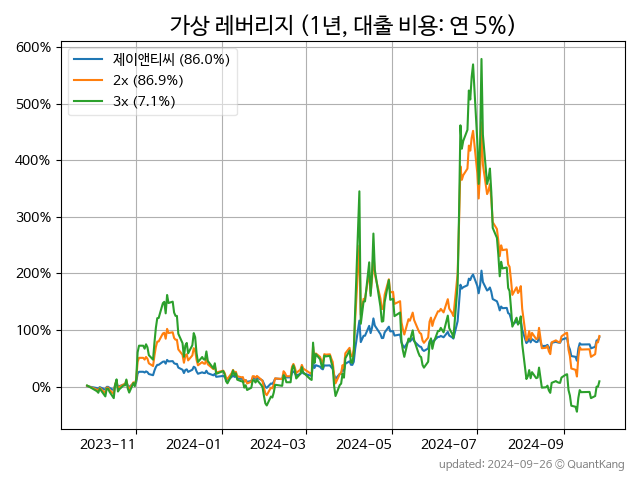 가상 레버리지 (1년, 대출 비용: 연 5%)
600%
500%
400%
300%
200%
100%
0%
제이앤티씨 (86.0%)
2x (86.9%)
3x (7.1%)
2023-11
2024-01
2024-03
2024-05
2024-07
2024-09
updated: 2024-09-26 © QuantKang